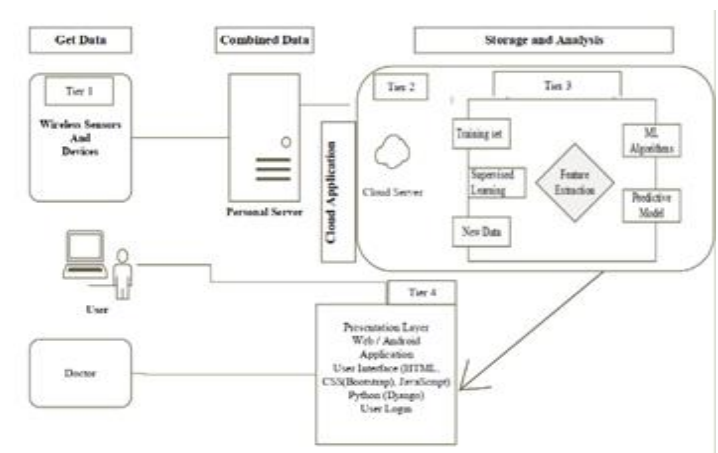 Get Data
Combined Data
Storage and Analysis
Tier 1
Wireless Sensors
And
Devices
Personal Server
Cloud Application
Tier 2
Cloud Server
Tier 3
Training set
Supervised
Learning
New Data
Feature
Extraction
ML
Algorithms
Predictive
Model
User
Doctor
Tier 4
Presentation Layer
Web / Android
Application
User Interface (HTML,
CSS(Bootstrap), JavaScript)
Python (Django)
User Login